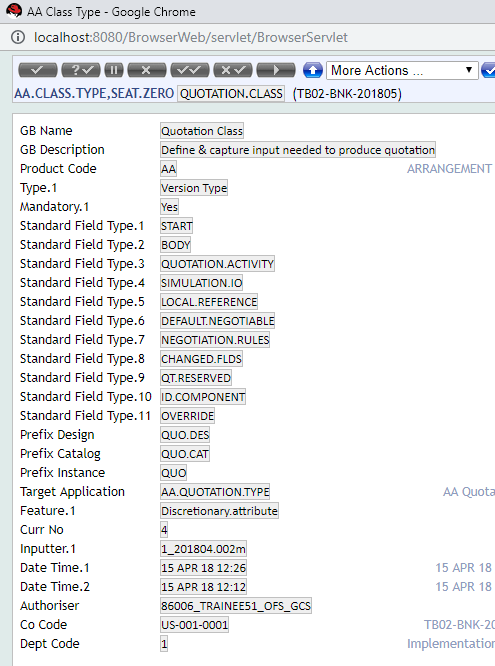 AA Class Type - Google Chrome
localhost:8080/BrowserWeb/servlet/BrowserServlet
More Actions ...
AA.CLASS.TYPE,SEAT.ZERO QUOTATION.CLASS (TB02-BNK-201805)
GB Name Quotation Class
GB Description Define & capture input needed to produce quotation
Product Code AA ARRANGEMENT
Type.1 Version Type
Mandatory.1 Yes
Standard Field Type.1 START
Standard Field Type.2 BODY
Standard Field Type.3 QUOTATION.ACTIVITY
Standard Field Type.4 SIMULATION.IO
Standard Field Type.5 LOCAL.REFERENCE
Standard Field Type.6 DEFAULT.NEGOTIABLE
Standard Field Type.7 NEGOTIATION.RULES
Standard Field Type.8 CHANGED.FLDS
Standard Field Type.9 QT.RESERVED
Standard Field Type.10 ID.COMPONENT
Standard Field Type.11 OVERRIDE
Prefix Design QUO.DES
Prefix Catalog QUO.CAT
Prefix Instance QUO
Target Application AA.QUOTATION.TYPE AA Quota
Feature.1 Discretionary.attribute
Curr No 4
Inputter.1 1_201804.002m
Date Time.1 15 APR 18 12:26 15 APR 18
Date Time.2 15 APR 18 12:12 15 APR 18
Authoriser 86006_TRAINEE51_OFS_GCS
Co Code US-001-0001 TB02-BNK-20
Dept Code 1 Implementation